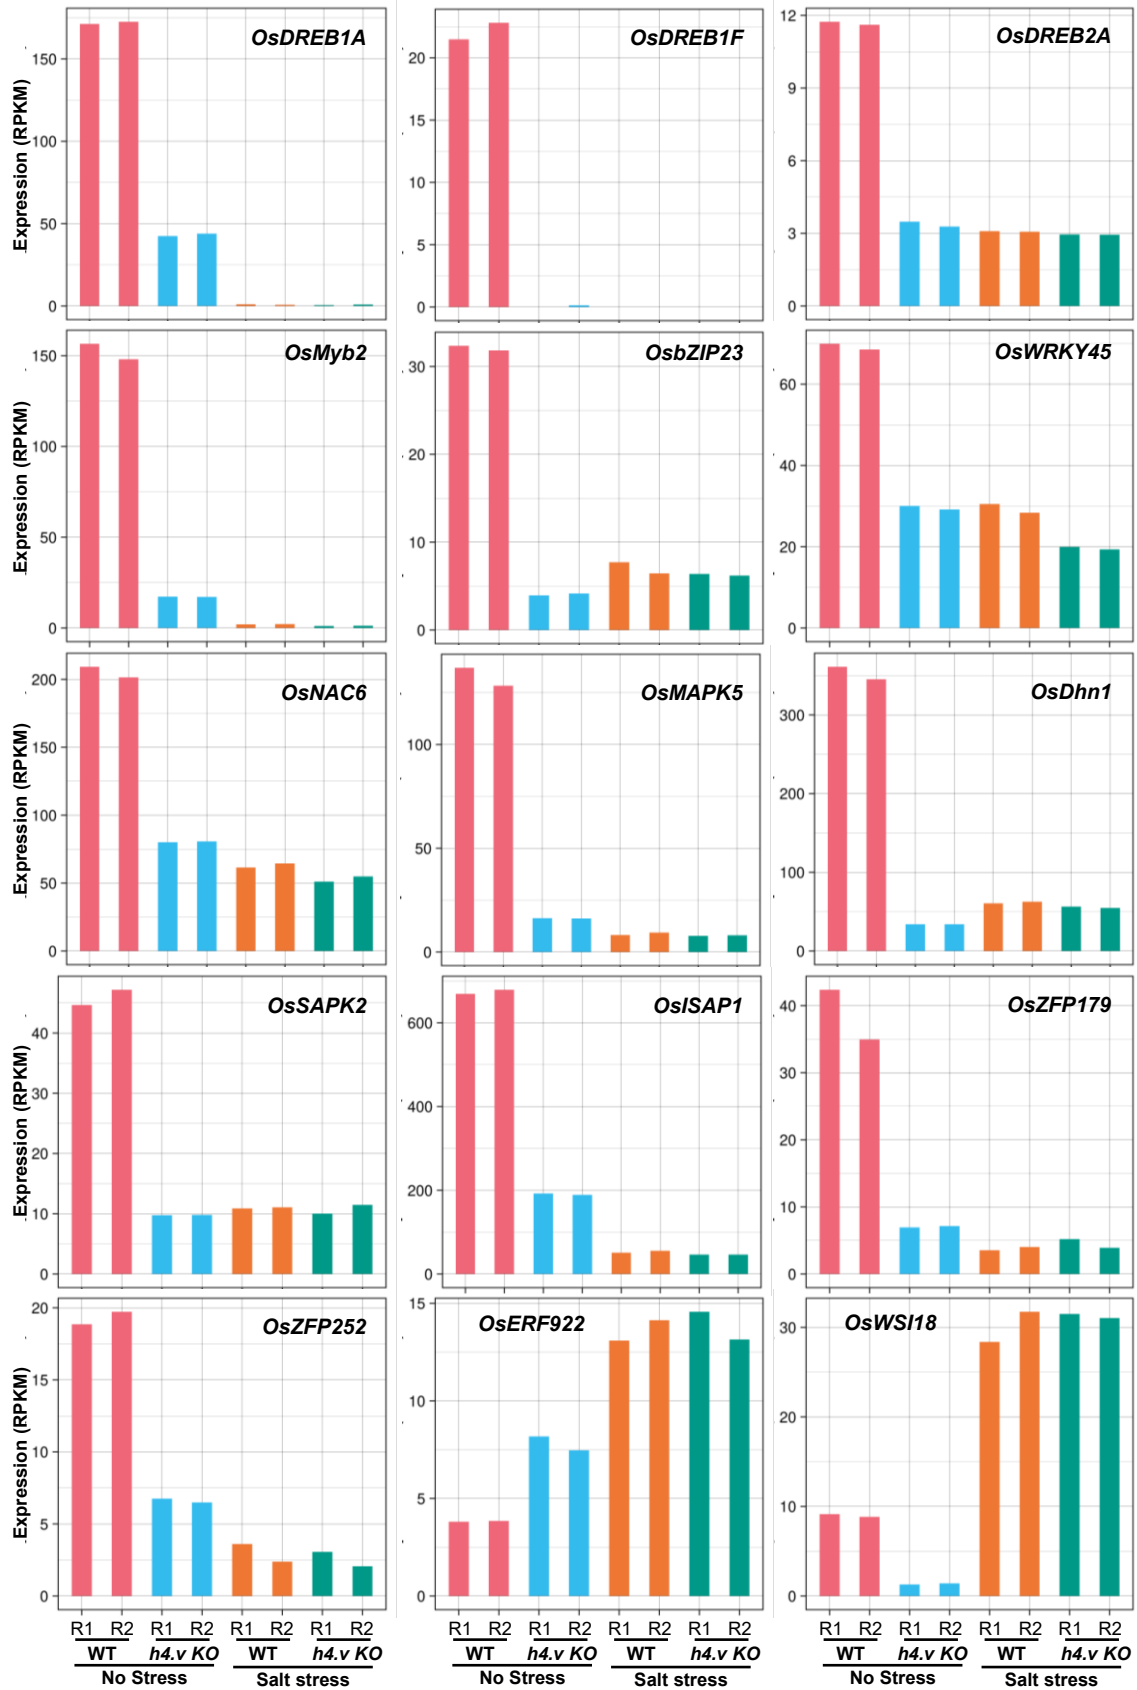 OsDREB1A
OsDREB1F
OsDREB2A
Expression (RPKM)
150
100
50
0
20
15
10
5
0
12
9
6
3
0
OsMyb2
OsbZIP23
OsWRKY45
Expression (RPKM)
150
100
50
0
30
20
10
0
60
40
20
0
OsNAC6
OsMAPK5
OsDhn1
Expression (RPKM)
200
150
100
50
0
100
50
0
300
200
100
0
OsSAPK2
OsISAP1
OsZFP179
Expression (RPKM)
40
30
20
10
0
600
400
200
0
40
30
20
10
0
OsZFP252
OsERF922
OsWSI18
Expression (RPKM)
20
15
10
5
0
15
10
5
0
30
20
10
0
R1 R2 R1 R2 R1 R2 R1 R2 R1 R2 R1 R2 R1 R2 R1 R2 R1 R2 R1 R2 R1 R2 R1 R2
WT h4.v KO WT h4.v KO WT h4.v KO WT h4.v KO WT h4.v KO WT h4.v KO
No Stress Salt stress No Stress Salt stress No Stress Salt stress